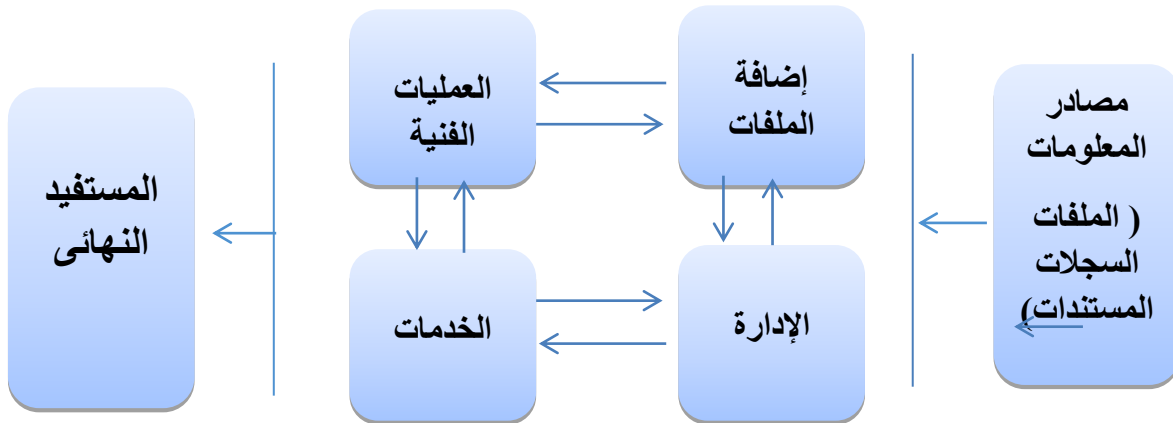 مصادر
المعلومات
( الملفات
السجلات
المستندات)
إضافة
الملفات
العمليات
الفنية
الإدارة
الخدمات
المستفيد
النهائى